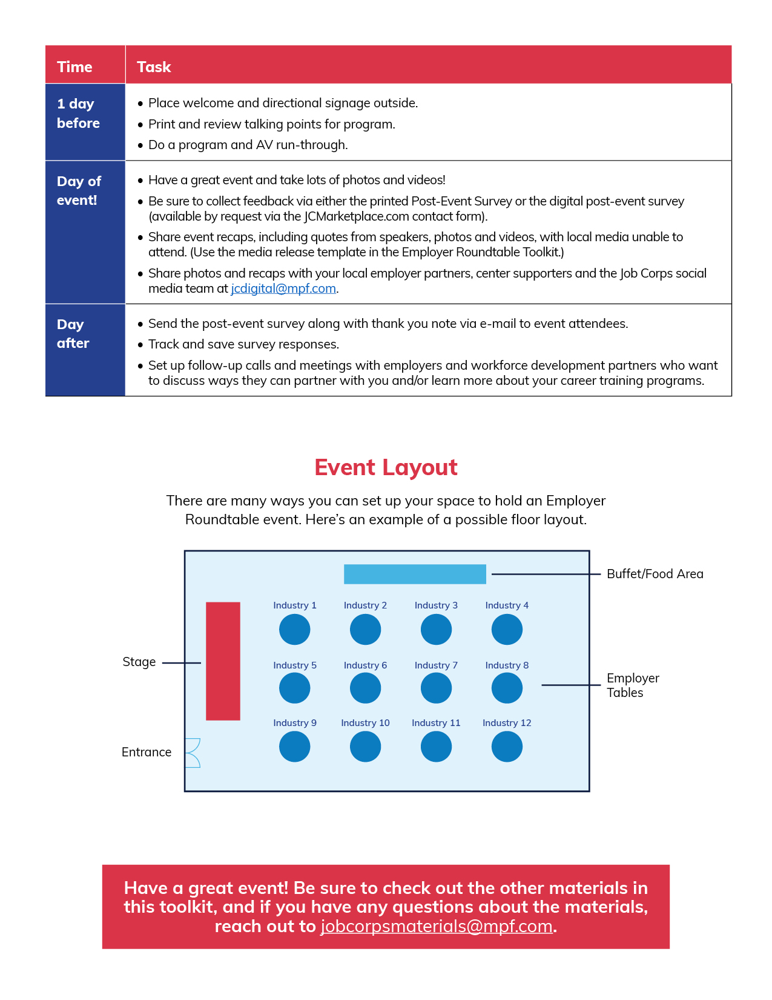 Time
Task
1 day
before
• Place welcome and directional signage outside.
• Print and review talking points for program.
• Do a program and AV run-through.
Day of
event!
• Have a great event and take lots of photos and videos!
• Be sure to collect feedback via either the printed Post-Event Survey or the digital post-event survey
(available by request via the JCMarketplace.com contact form).
• Share event recaps, including quotes from speakers, photos and videos, with local media unable to
attend. (Use the media release template in the Employer Roundtable Toolkit.)
• Share photos and recaps with your local employer partners, center supporters and the Job Corps social
media team at jcdigital@mpf.com.
Day
after
• Send the post-event survey along with thank you note via e-mail to event attendees.
• Track and save survey responses.
• Set up follow-up calls and meetings with employers and workforce development partners who want
to discuss ways they can partner with you and/or learn more about your career training programs.
Event Layout
There are many ways you can set up your space to hold an Employer
Roundtable event. Here’s an example of a possible floor layout.
Buffet/Food Area
Industry 1
Industry 2
Industry 3
Industry 4
Stage
Industry 5
Industry 6
Industry 7
Industry 8
Employer
Tables
Industry 9
Industry 10
Industry 11
Industry 12
Entrance
Have a great event! Be sure to check out the other materials in
this toolkit, and if you have any questions about the materials,
reach out to jobcorpsmaterials@mpf.com.